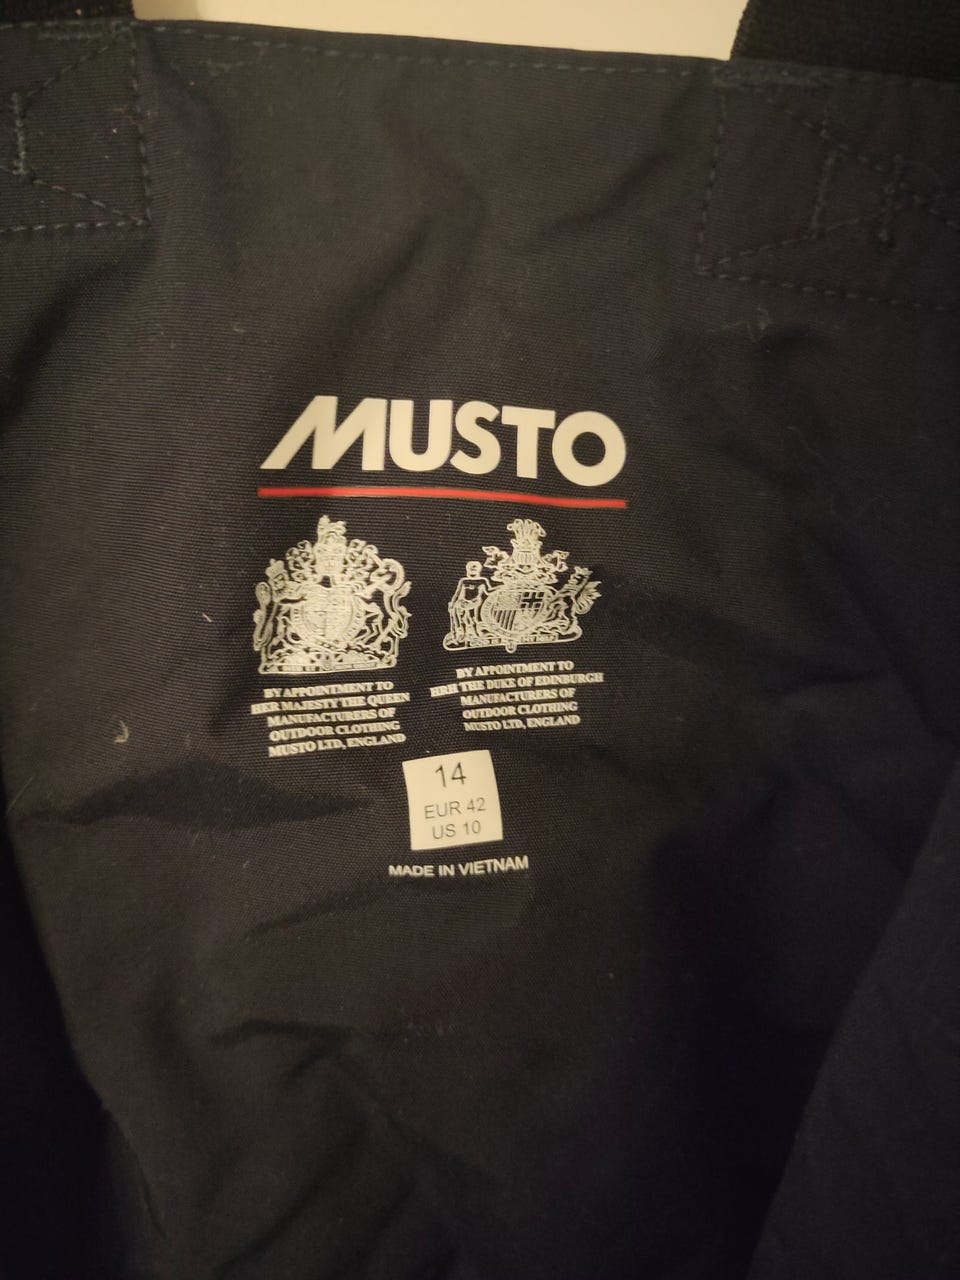 MUSTO
BY APPOINTMENT TO
HER MAJESTY THE QUEEN
MANUFACTURERS OF
OUTDOOR CLOTHING
MUSTO LTD, ENGLAND
BY APPOINTMENT TO
HRH THE DUKE OF EDINBURGH
MANUFACTURERS OF
OUTDOOR CLOTHING
MUSTO LTD, ENGLAND
14
EUR 42
US 10
MADE IN VIETNAM